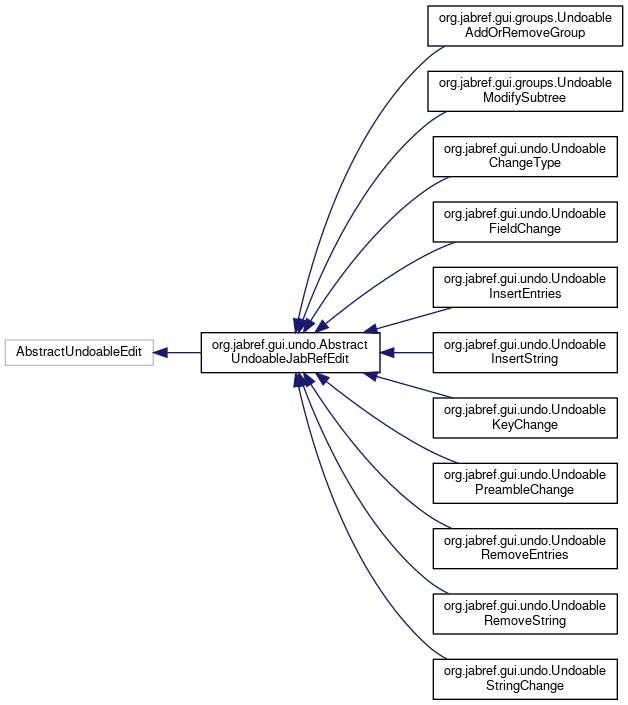 org.jabref.gui.groups.Undoable
AddOrRemoveGroup
org.jabref.gui.groups.Undoable
ModifySubtree
org.jabref.gui.undo.Undoable
ChangeType
org.jabref.gui.undo.Undoable
FieldChange
org.jabref.gui.undo.Undoable
InsertEntries
AbstractUndoableEdit
org.jabref.gui.undo.Abstract
UndoableJabRefEdit
org.jabref.gui.undo.Undoable
InsertString
org.jabref.gui.undo.Undoable
KeyChange
org.jabref.gui.undo.Undoable
PreambleChange
org.jabref.gui.undo.Undoable
RemoveEntries
org.jabref.gui.undo.Undoable
RemoveString
org.jabref.gui.undo.Undoable
StringChange